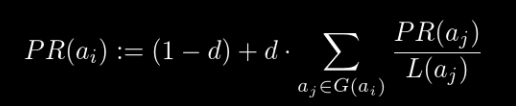 PR(a_i) := (1 − d) + d · ∑_{a_j∈G(a_i)} PR(a_j) / L(a_j)